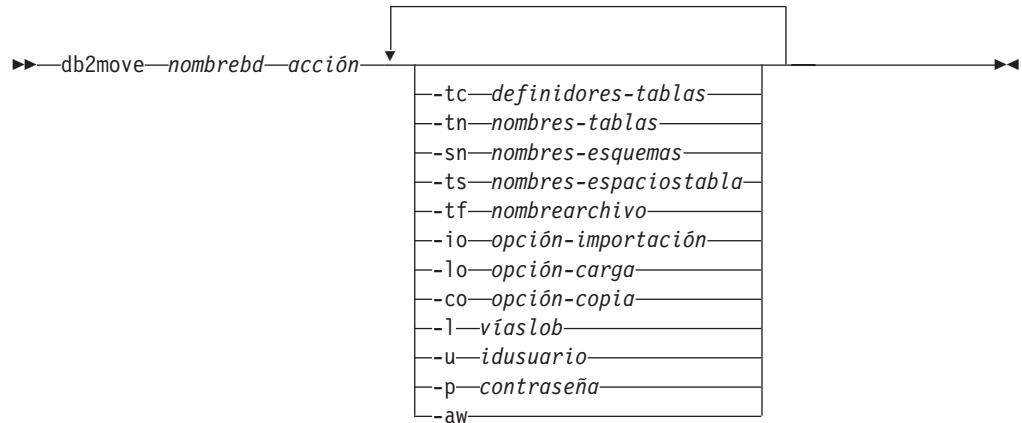 db2move nombrebd acción
-tc definidores-tablas
-tn nombres-tablas
-sn nombres-esquemas
-ts nombres-espaciostabla
-tf nombrearchivo
-io opción-importación
-lo opción-carga
-co opción-copia
-l víaslob
-u idusuario
-p contraseña
-aw